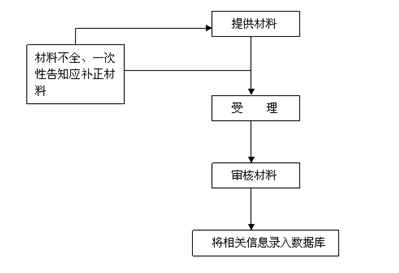 提供材料
材料不全、一次
性告知应补正材
料
受 理
审核材料
将相关信息录入数据库